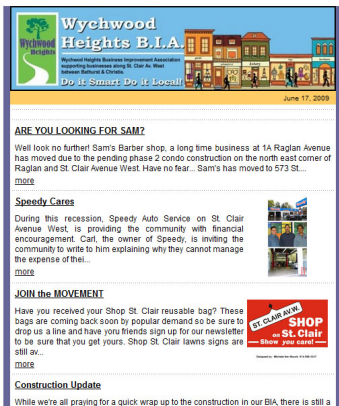 Wychwood
Heights B.I.A.
Wychwood
Heights
Wychwood Heights Business Improvement Association
supporting businesses along St. Clair Av. West
between Bathurst & Christie.
Do it Smart Do it Local!
June 17, 2009
ARE YOU LOOKING FOR SAM?
Well look no further! Sam's Barber shop, a long time business at 1A Raglan Avenue
has moved due to the pending phase 2 condo construction on the north east corner of
Raglan and St. Clair Avenue West. Have no fear... Sam's has moved to 573 St....
more
Speedy Cares
During this recession, Speedy Auto Service on St. Clair
Avenue West, is providing the community with financial
encouragement. Carl, the owner of Speedy, is inviting the
community to write to him explaining why they cannot manage
the expense of thei...
more
JOIN the MOVEMENT
Have you received your Shop St. Clair reusable bag? These
bags are coming back soon by popular demand so be sure to
drop us a line and have you friends sign up for our newsletter
to be sure that you get yours. Shop St. Clair lawns signs are
still av...
more
ST. CLAIR AV.W.
SHOP
on St. Clair
Show you care!
Construction Update
While we're all praying for a quick wrap up to the construction in our BIA, there is still a